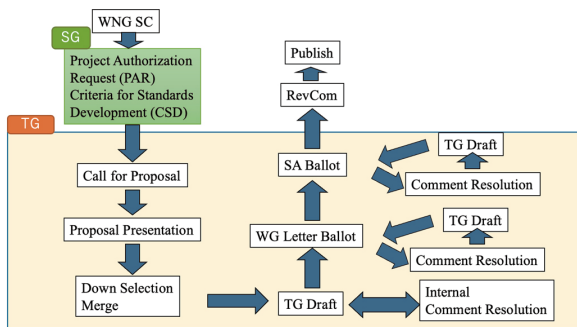 WNG SC
SG
Project Authorization
Request (PAR)
Criteria for Standards
Development (CSD)
TG
Call for Proposal
Proposal Presentation
Down Selection
Merge
Publish
RevCom
SA Ballot
TG Draft
Comment Resolution
WG Letter Ballot
TG Draft
Comment Resolution
TG Draft
Internal
Comment Resolution